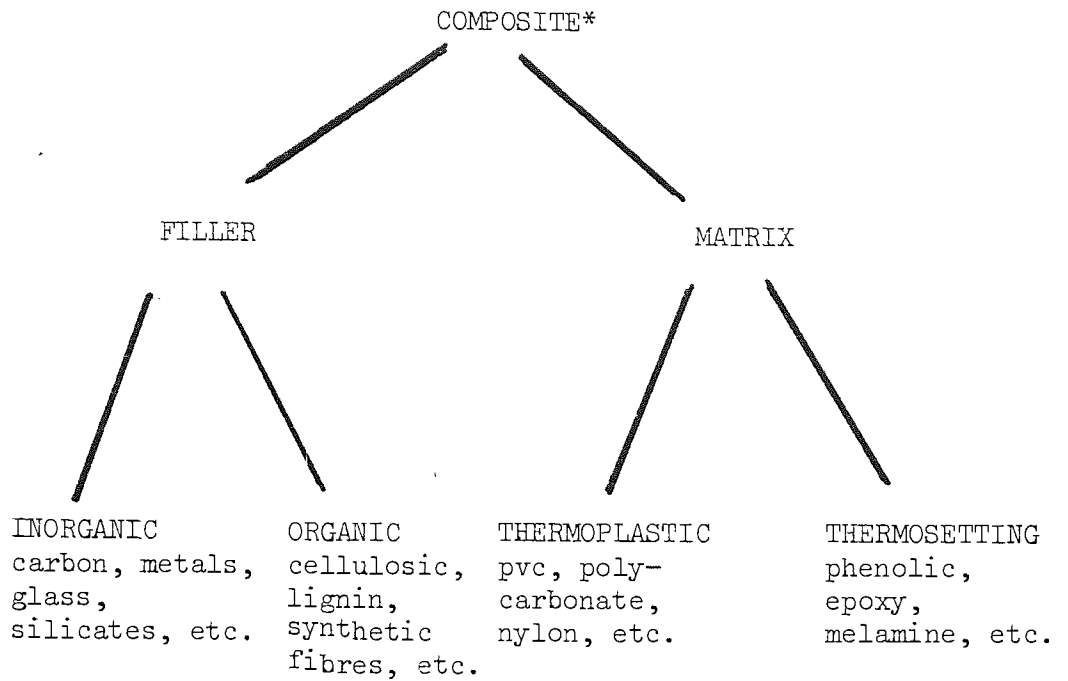 COMPOSITE*
FILLER
MATRIX
INORGANIC
carbon, metals,
glass,
silicates, etc.
ORGANIC
cellulosic,
lignin,
synthetic
fibres, etc.
THERMOPLASTIC
pvc, poly-
carbonate,
nylon, etc.
THERMOSETTING
phenolic,
epoxy,
melamine, etc.